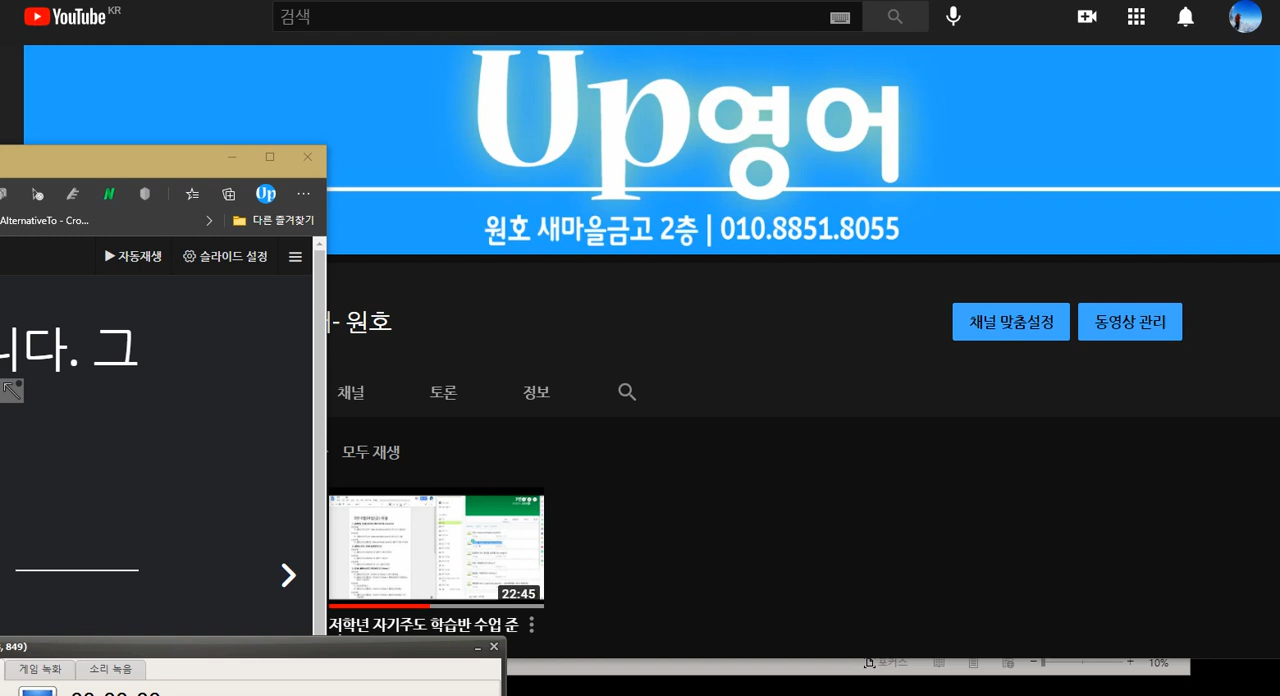 YouTube KR
검색
Up영어
원호 새마을금고 2층 | 010.8851.8055
Up
AlternativeTo - Cro...
다른 즐겨찾기
자동재생
슬라이드 설정
니다. 그
- 원호
채널 맞춤설정
동영상 관리
채널
토론
정보
모두 재생
22:45
저학년 자기주도 학습반 수업 준
, 849)
게임 녹화
소리 녹음
포커스
10%